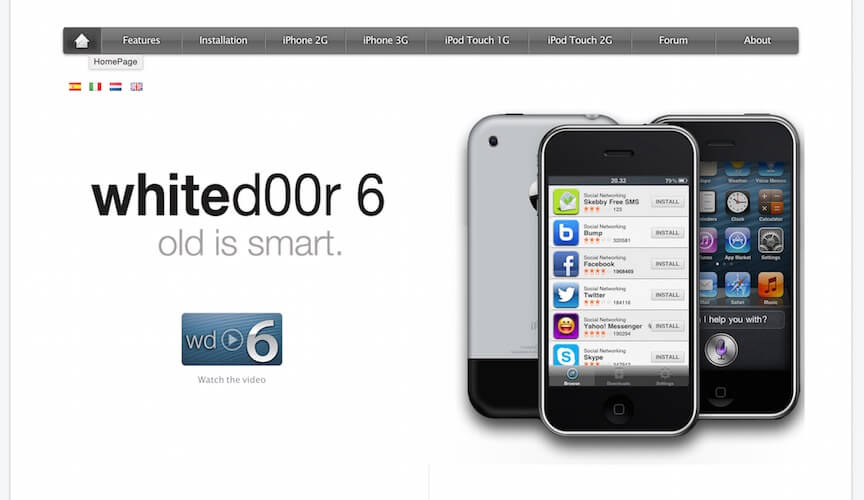 Features Installation iPhone 2G iPhone 3G iPod Touch 1G iPod Touch 2G Forum About
HomePage
whited00r 6
old is smart.
wd 6
Watch the video
20.32 79%
Social Networking
Skebby Free SMS
123
INSTALL
Social Networking
Bump
320581
INSTALL
Social Networking
Facebook
1968465
INSTALL
Social Networking
Twitter
184116
INSTALL
Social Networking
Yahoo! Messenger
190294
INSTALL
Social Networking
Skype
INSTALL
Browse Downloads Settings
Weather Voice Memos
Clock Calculator
App Market Settings
Mail Safari Music
I help you with?